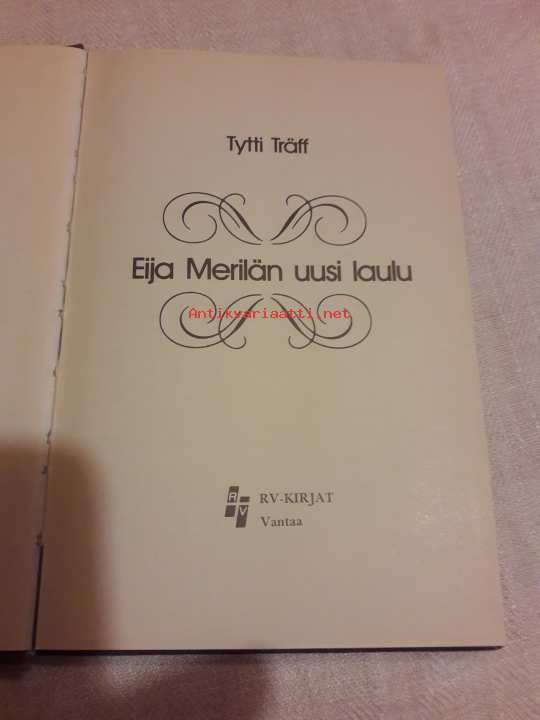 Tytti Träff
Eija Merilän uusi laulu
Antikvariaatti.net
R
V
RV-KIRJAT
Vantaa